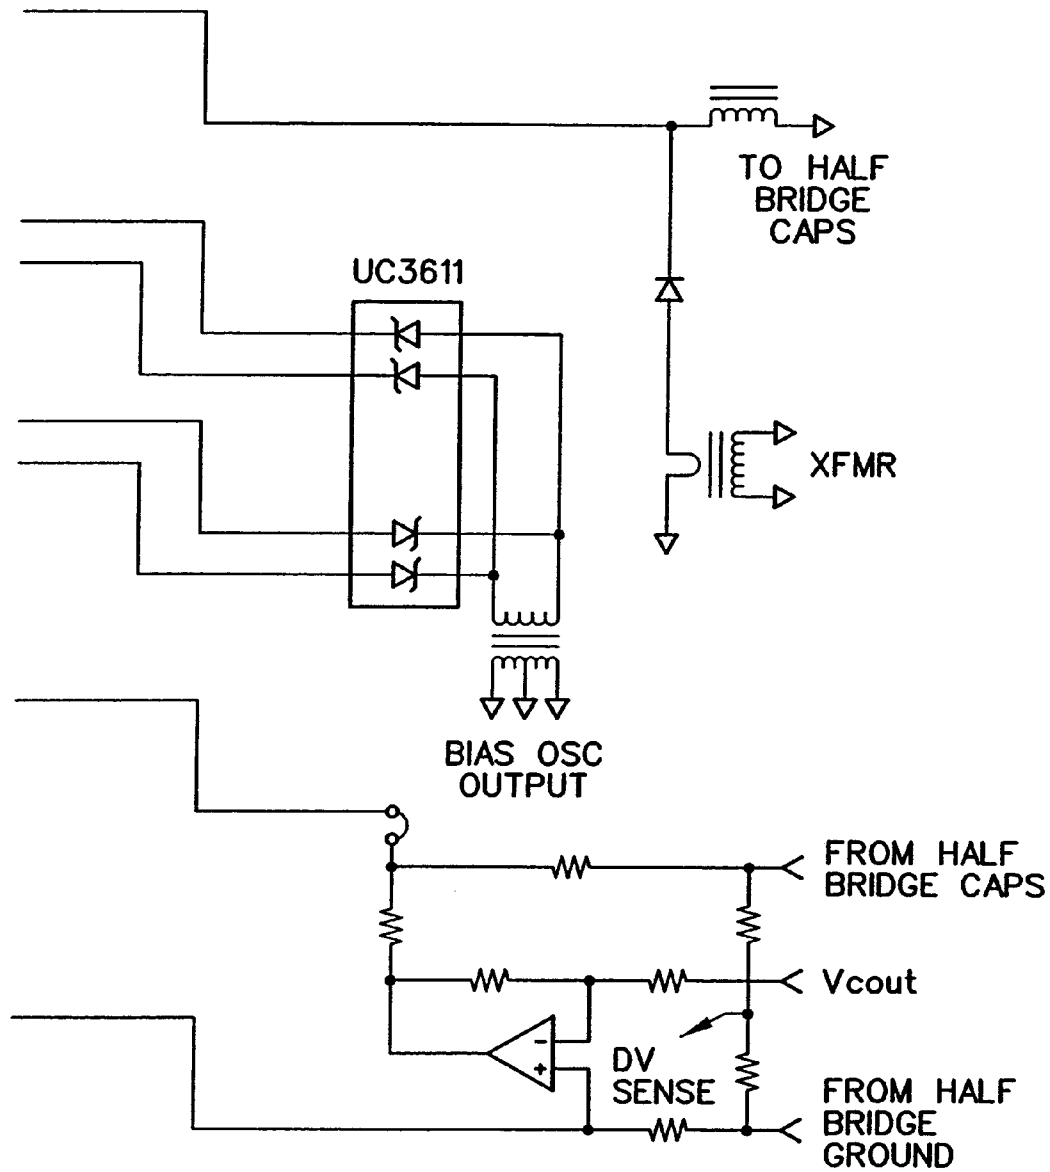 TO HALF
BRIDGE
CAPS
UC3611
XFMR
BIAS OSC
OUTPUT
FROM HALF
BRIDGE CAPS
Vcout
-
+
DV
SENSE
FROM HALF
BRIDGE
GROUND